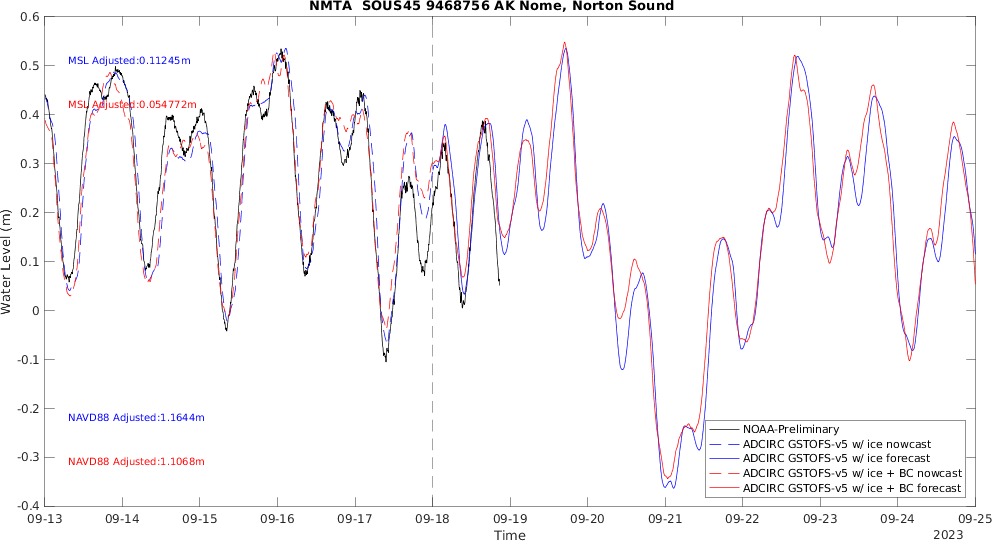 NMTA  SOUS45 9468756 AK Nome, Norton Sound
0.6
0.5
0.4
0.3
0.2
0.1
0
-0.1
-0.2
-0.3
-0.4
Water Level (m)
MSL Adjusted:0.11245m
MSL Adjusted:0.054772m
NAVD88 Adjusted:1.1644m
NAVD88 Adjusted:1.1068m
NOAA-Preliminary
ADCIRC GSTOFS-v5 w/ ice nowcast
ADCIRC GSTOFS-v5 w/ ice forecast
ADCIRC GSTOFS-v5 w/ ice + BC nowcast
ADCIRC GSTOFS-v5 w/ ice + BC forecast
09-13 09-14 09-15 09-16 09-17 09-18 09-19 09-20 09-21 09-22 09-23 09-24 09-25
Time
2023